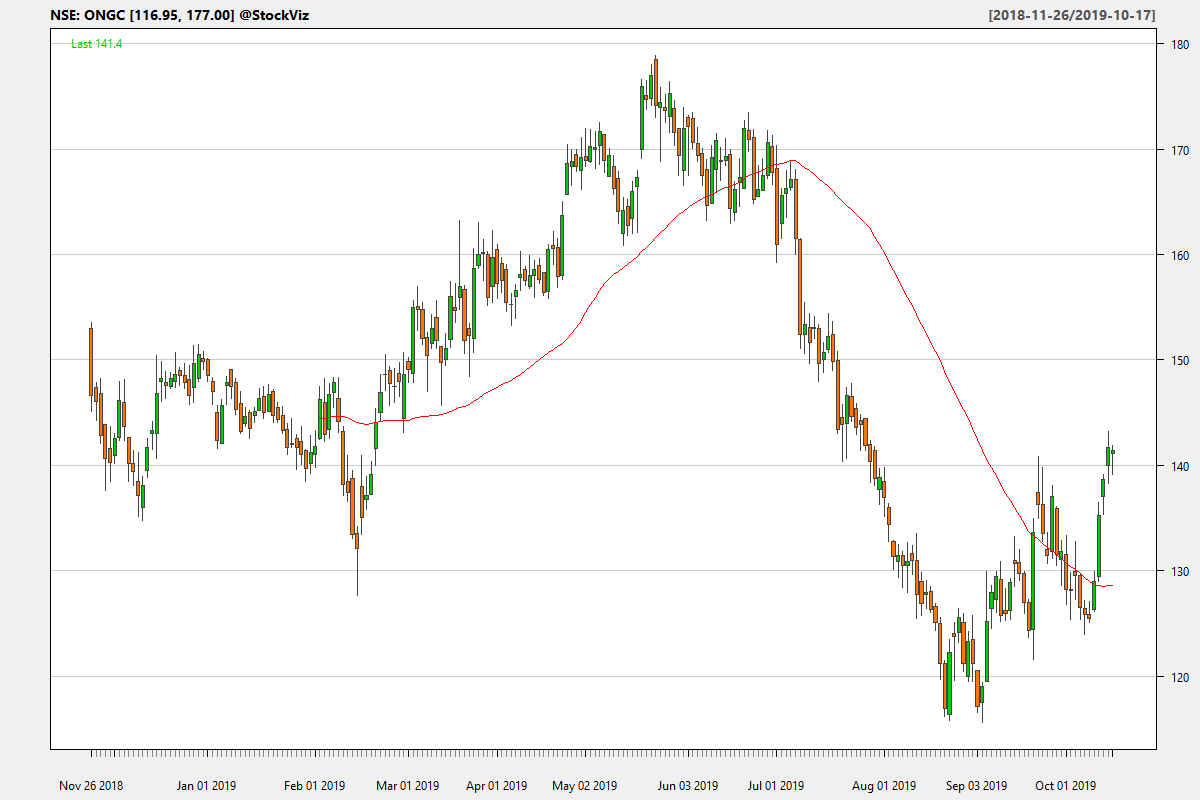 NSE: ONGC [116.95, 177.00] @StockViz
[2018-11-26/2019-10-17]
Last 141.4
180
170
160
150
140
130
120
Nov 26 2018
Jan 01 2019
Feb 01 2019
Mar 01 2019
Apr 01 2019
May 02 2019
Jun 03 2019
Jul 01 2019
Aug 01 2019
Sep 03 2019
Oct 01 2019